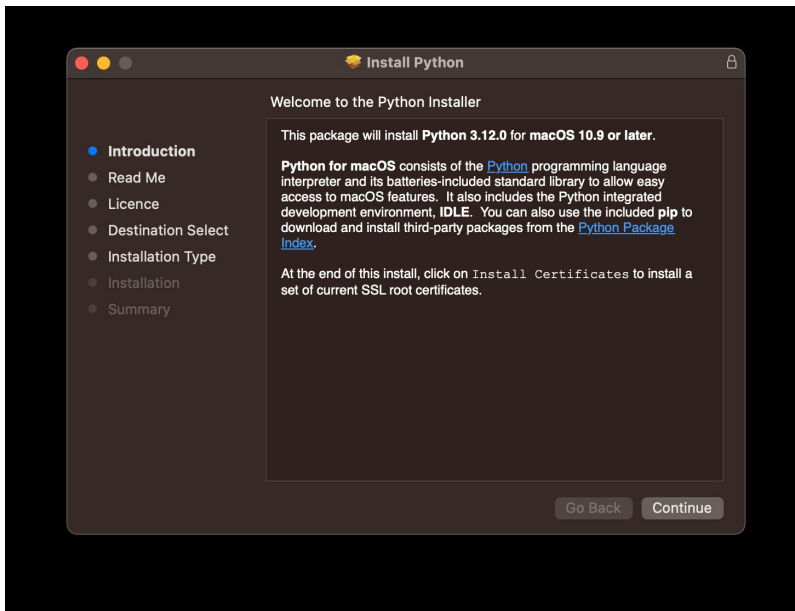 Install Python
Welcome to the Python Installer
Introduction
Read Me
Licence
Destination Select
Installation Type
Installation
Summary
This package will install Python 3.12.0 for macOS 10.9 or later.
Python for macOS consists of the Python programming language
interpreter and its batteries-included standard library to allow easy
access to macOS features.  It also includes the Python integrated
development environment, IDLE.  You can also use the included pip to
download and install third-party packages from the Python Package
Index.
At the end of this install, click on Install Certificates to install a
set of current SSL root certificates.
Go Back
Continue